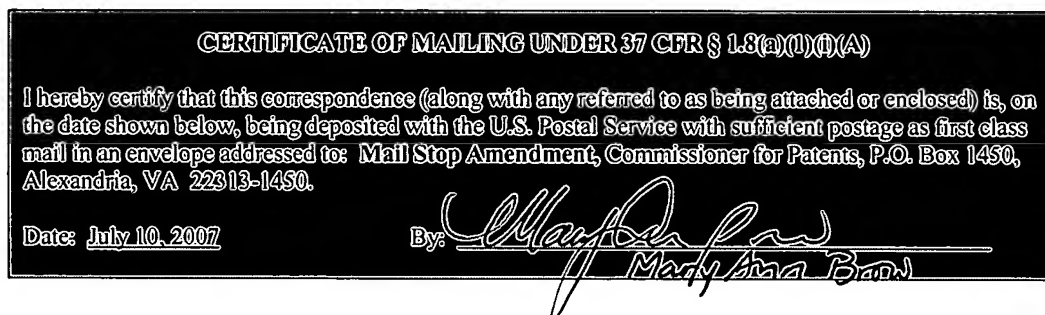 CERTIFICATE OF MAILING UNDER 37 CFR § 1.8(a)(1)(i)(A)
I hereby certify that this correspondence (along with any referred to as being attached or enclosed) is, on
the date shown below, being deposited with the U.S. Postal Service with sufficient postage as first class
mail in an envelope addressed to: Mail Stop Amendment, Commissioner for Patents, P.O. Box 1450,
Alexandria, VA 22313-1450.
Date: July 10, 2007 By:
Mary Ann